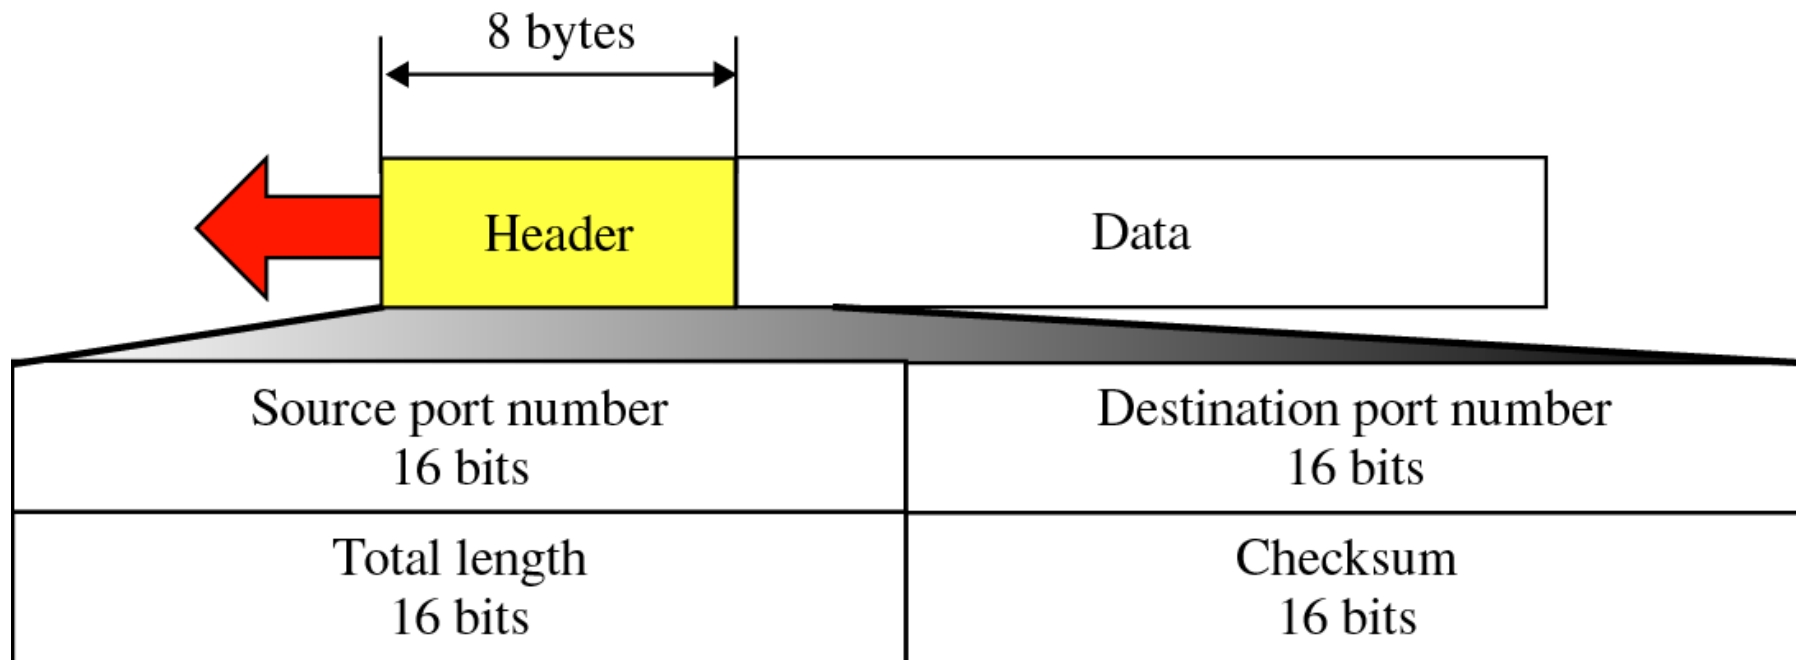 8 bytes
Header
Data
Source port number
16 bits
Destination port number
16 bits
Total length
16 bits
Checksum
16 bits